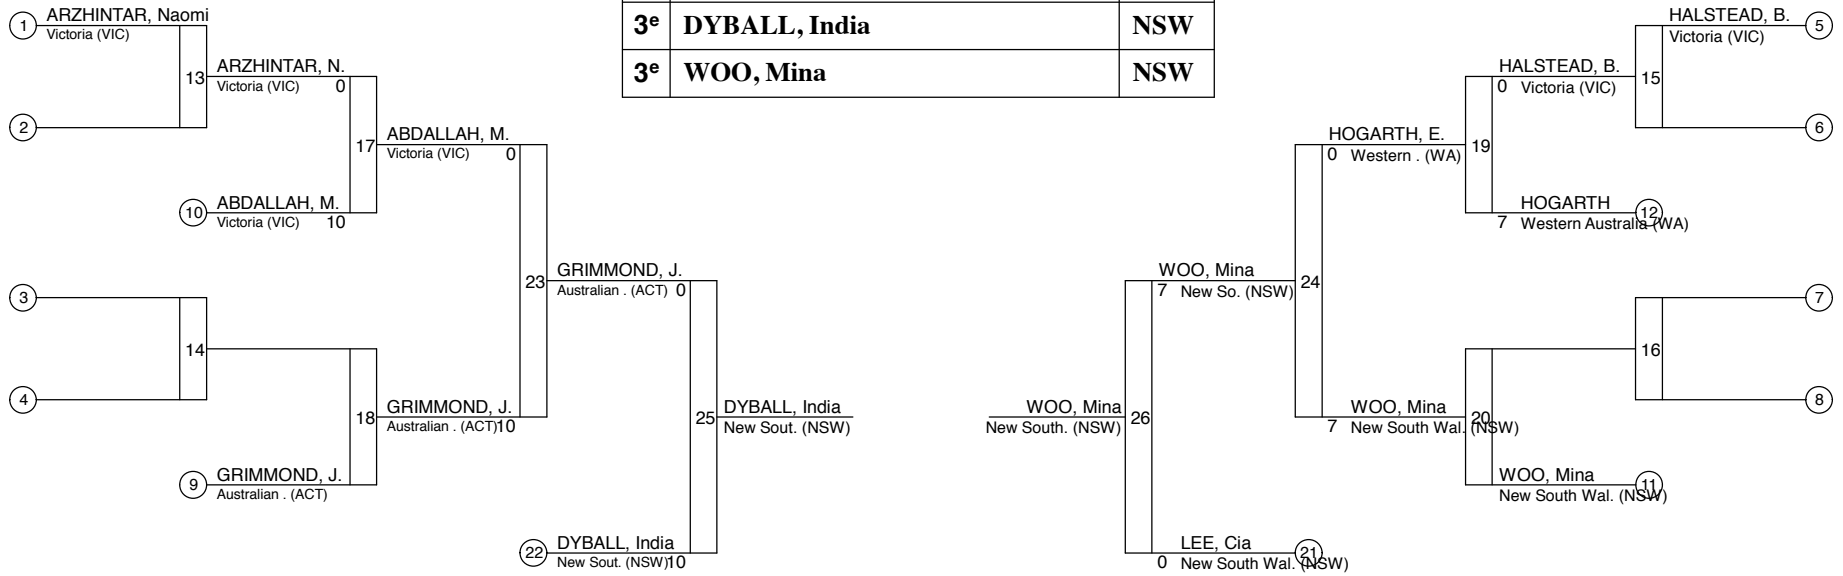 1 ARZHINTAR, Naomi
Victoria (VIC)
3e DYBALL, India NSW
HALSTEAD, B. 5
Victoria (VIC)
13 ARZHINTAR, N.
Victoria (VIC) 0
3e WOO, Mina NSW
HALSTEAD, B. 15
0 Victoria (VIC)
2
6
17 ABDALLAH, M.
Victoria (VIC) 0
HOGARTH, E. 19
0 Western . (WA)
10 ABDALLAH, M.
Victoria (VIC) 10
HOGARTH 12
7 Western Australia (WA)
23 GRIMMOND, J.
Australian . (ACT) 0
WOO, Mina 24
7 New So. (NSW)
3
7
14
16
4
8
18 GRIMMOND, J.
Australian . (ACT) 10
25 DYBALL, India
New Sout. (NSW)
WOO, Mina 26
New South. (NSW)
WOO, Mina 20
7 New South Wal. (NSW)
9 GRIMMOND, J.
Australian . (ACT)
WOO, Mina 11
New South Wal. (NSW)
22 DYBALL, India
New Sout. (NSW) 10
LEE, Cia 21
0 New South Wal. (NSW)